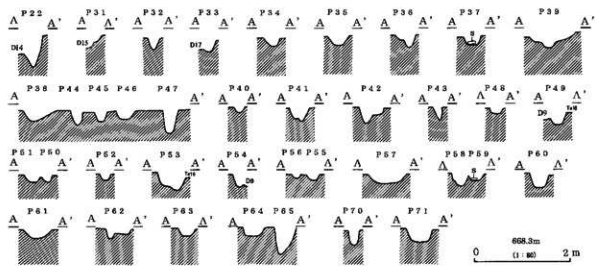 P22 P31 P32 P33 P34 P35 P36 P37 P39
A A' A A' A A' A A' A A' A A' A A' A A' A A'
D14 D15 D17 S
P38 P44 P45 P46 P47 P40 P41 P42 P43 P48 P49
A A' A A' A A' A A' A A' A A' A A'
D9
P51 P50 P52 P53 P54 P56 P55 P57 P58 P59 P60
A A' A A' A A' A A' A A' A A' A A' A A'
D8 S
P61 P62 P63 P64 P65 P70 P71
A A' A A' A A' A A' A A' A A'
668.3m
0 (1:80) 2m